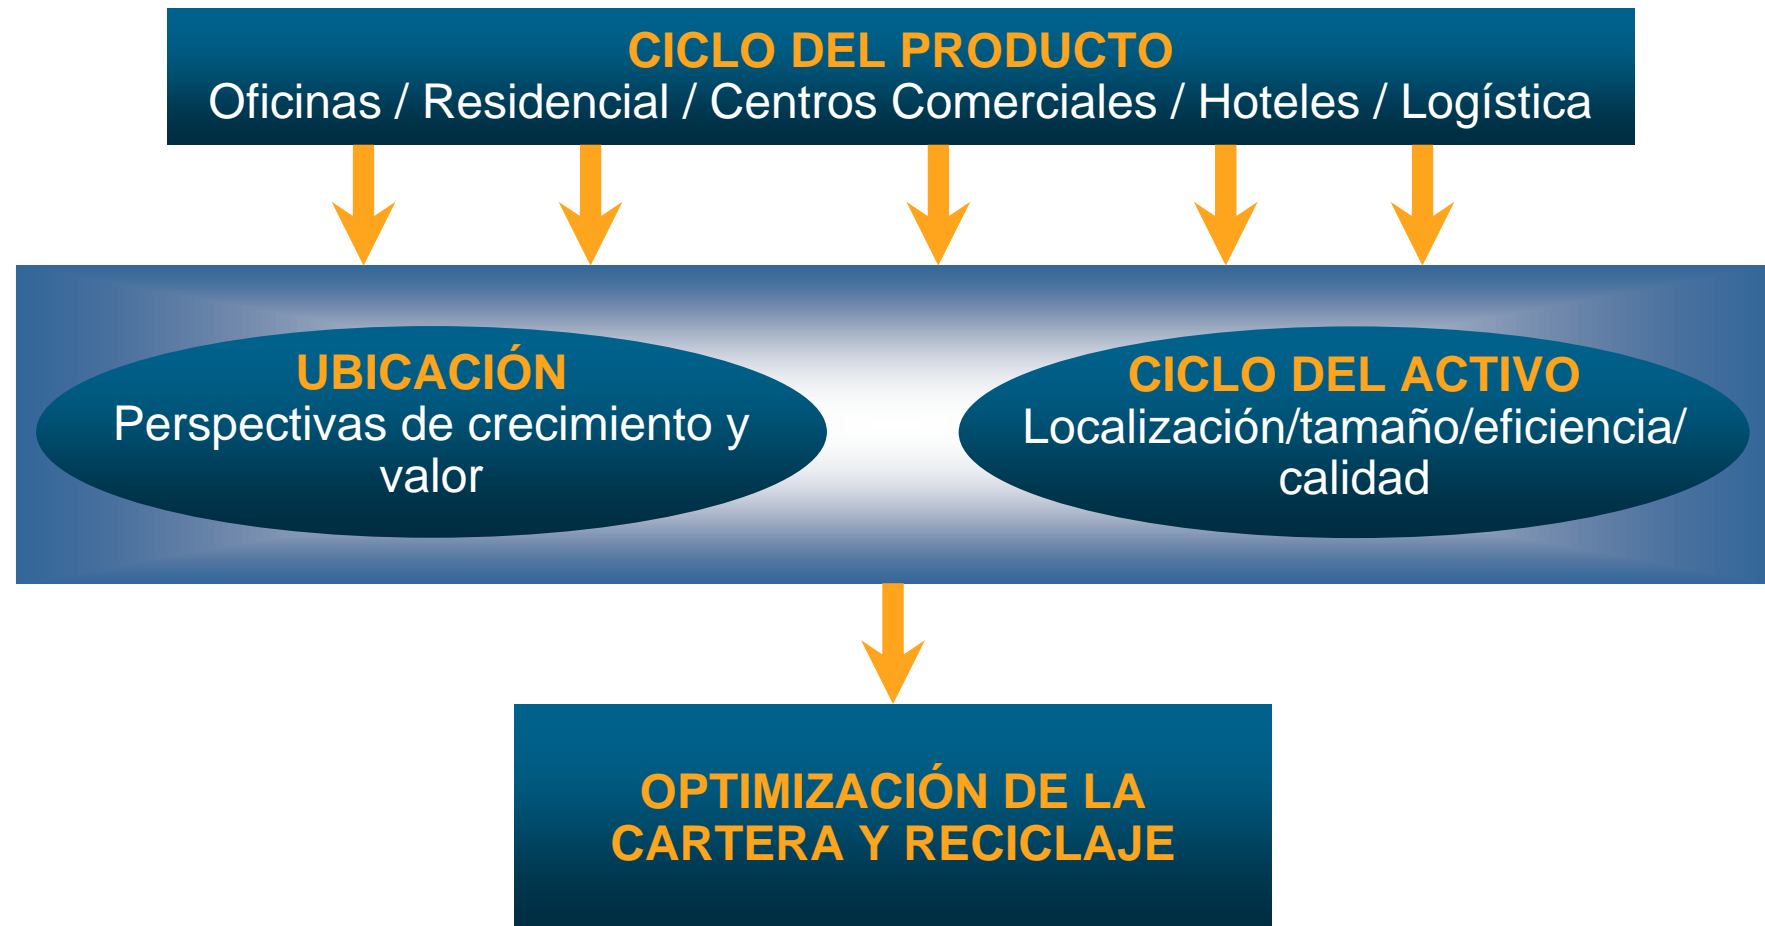 CICLO DEL PRODUCTO
Oficinas / Residencial / Centros Comerciales / Hoteles / Logística
UBICACIÓN
Perspectivas de crecimiento y
valor
CICLO DEL ACTIVO
Localización/tamaño/eficiencia/
calidad
OPTIMIZACIÓN DE LA
CARTERA Y RECICLAJE